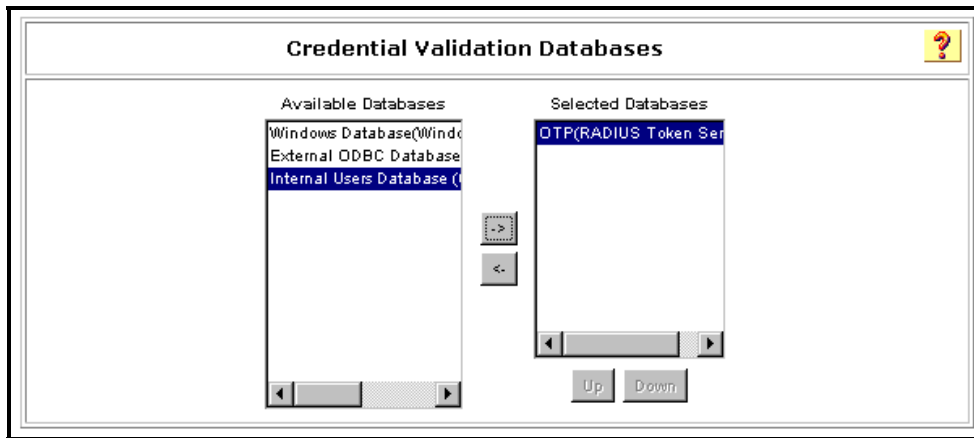 Credential Validation Databases
?
Available Databases
Windows Database(Windo
External ODBC Database
Internal Users Database (
->
<-
Selected Databases
OTP(RADIUS Token Ser
Up
Down